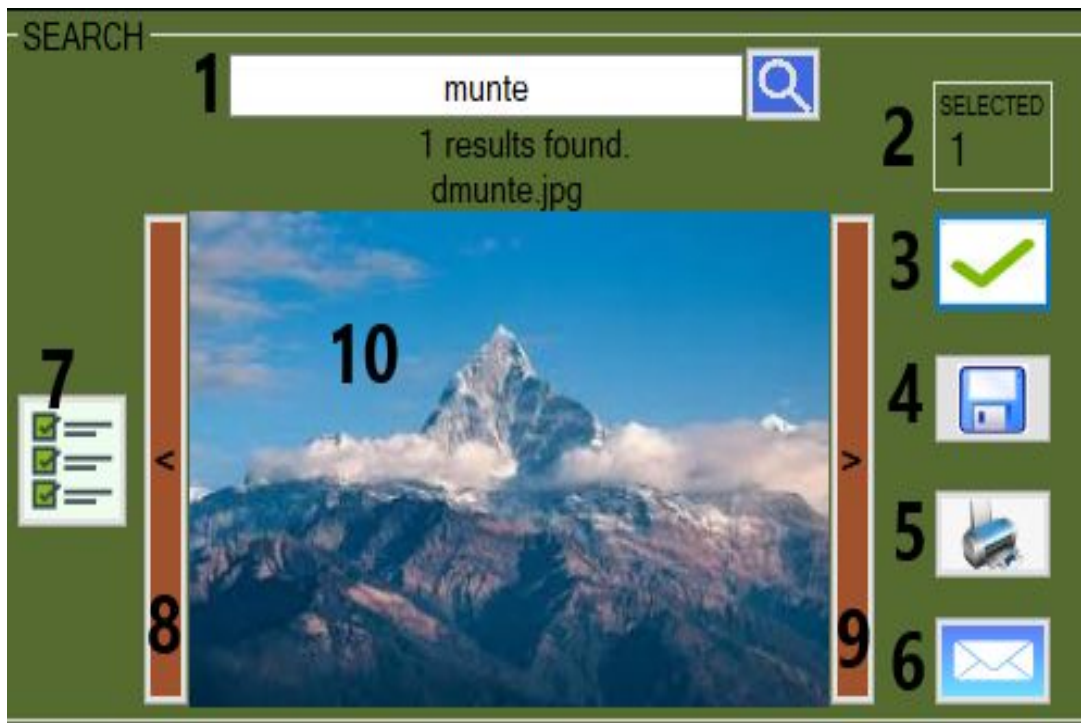 SEARCH
1
munte
2
SELECTED
1
1 results found.
dmunte.jpg
3
10
7
4
<
>
5
8
9
6